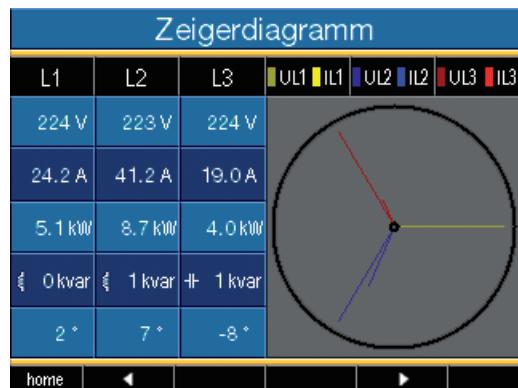 Zeigerdiagramm
L1 L2 L3 UL1 IL1 UL2 IL2 UL3 IL3
224 V 223 V 224 V
24.2 A 41.2 A 19.0 A
5.1 kW 8.7 kW 4.0 kW
0 kvar 1 kvar 1 kvar
2 ° 7 ° -8 °
home